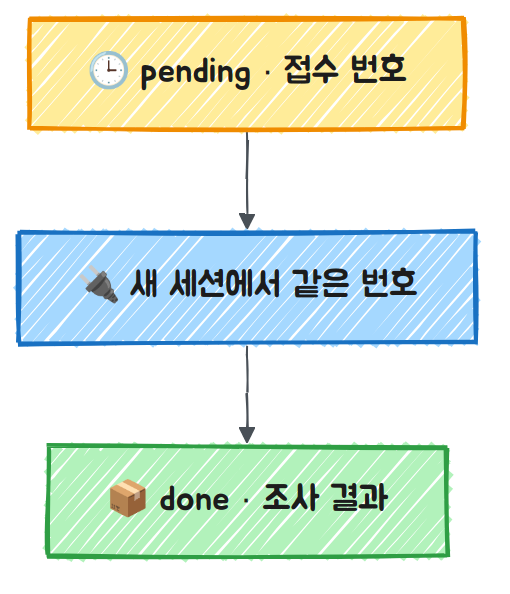 🕒 pending · 접수 번호
🔌 새 세션에서 같은 번호
📦 done · 조사 결과